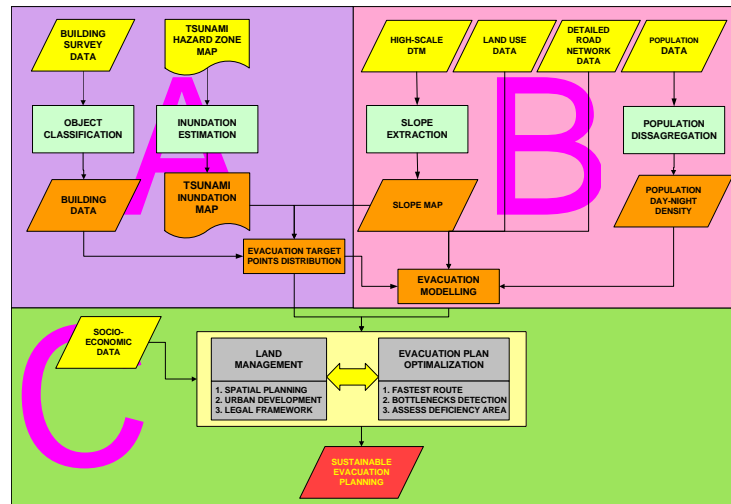 BUILDING
SURVEY
DATA
TSUNAMI
HAZARD ZONE
MAP
HIGH-SCALE
DTM
LAND USE
DATA
DETAILED
ROAD
NETWORK
DATA
POPULATION
DATA
A
B
OBJECT
CLASSIFICATION
INUNDATION
ESTIMATION
SLOPE
EXTRACTION
POPULATION
DISSAGREGATION
BUILDING
DATA
TSUNAMI
INUNDATION
MAP
SLOPE MAP
POPULATION
DAY-NIGHT
DENSITY
EVACUATION TARGET
POINTS DISTRIBUTION
EVACUATION
MODELLING
C
SOCIO-
ECONOMIC
DATA
LAND
MANAGEMENT
1. SPATIAL PLANNING
2. URBAN DEVELOPMENT
3. LEGAL FRAMEWORK
EVACUATION PLAN
OPTIMALIZATION
1. FASTEST ROUTE
2. BOTTLENECKS DETECTION
3. ASSESS DEFICIENCY AREA
SUSTAINABLE
EVACUATION
PLANNING